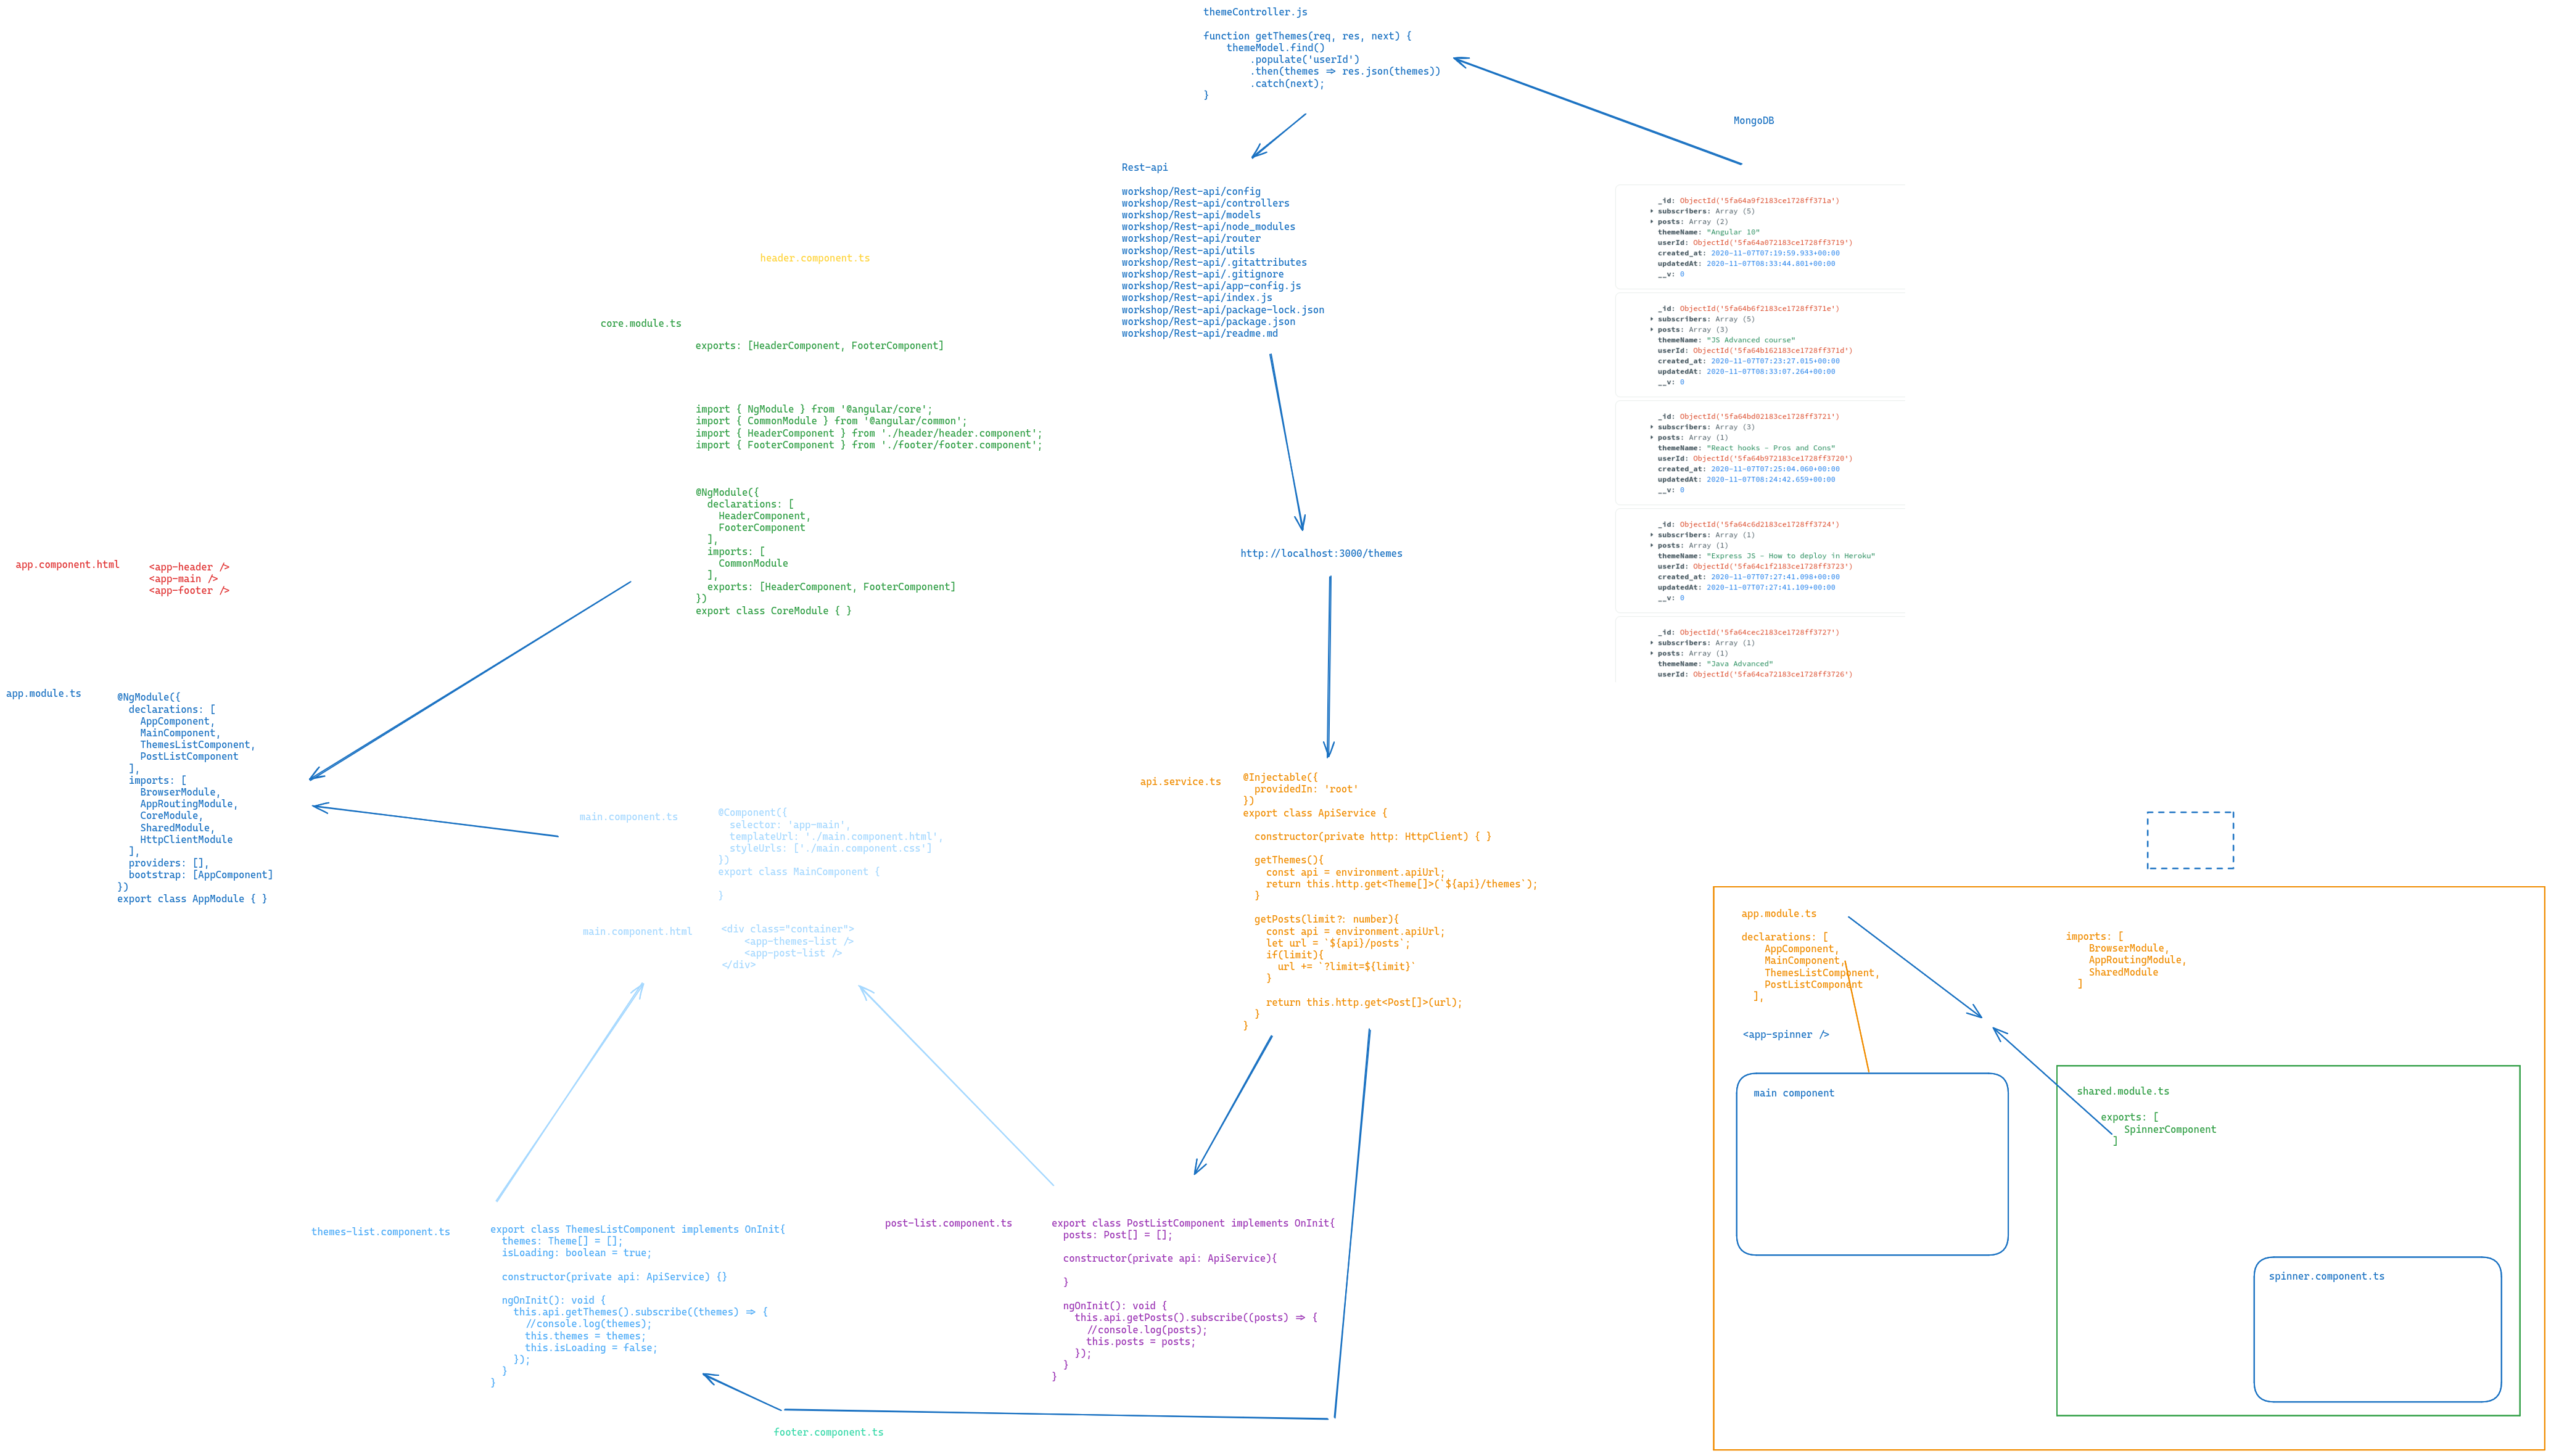 themeController.js
function getThemes(req, res, next) {
    themeModel.find()
        .populate('userId')
        .then(themes => res.json(themes))
        .catch(next);
}
MongoDB
Rest-api
workshop/Rest-api/config
workshop/Rest-api/controllers
workshop/Rest-api/models
workshop/Rest-api/node_modules
workshop/Rest-api/router
workshop/Rest-api/utils
workshop/Rest-api/.gitattributes
workshop/Rest-api/.gitignore
workshop/Rest-api/app-config.js
workshop/Rest-api/index.js
workshop/Rest-api/package-lock.json
workshop/Rest-api/package.json
workshop/Rest-api/readme.md
_id: ObjectId('5fa64a9f2183ce1728ff371a')
subscribers: Array (5)
posts: Array (2)
themeName: "Angular 10"
userId: ObjectId('5fa64a072183ce1728ff3719')
created_at: 2020-11-07T07:19:59.933+00:00
updatedAt: 2020-11-07T08:33:44.801+00:00
__v: 0
_id: ObjectId('5fa64b6f2183ce1728ff371e')
subscribers: Array (5)
posts: Array (3)
themeName: "JS Advanced course"
userId: ObjectId('5fa64b162183ce1728ff371d')
created_at: 2020-11-07T07:23:27.015+00:00
updatedAt: 2020-11-07T08:33:07.264+00:00
__v: 0
_id: ObjectId('5fa64bd02183ce1728ff3721')
subscribers: Array (3)
posts: Array (1)
themeName: "React hooks - Pros and Cons"
userId: ObjectId('5fa64b972183ce1728ff3720')
created_at: 2020-11-07T07:25:04.060+00:00
updatedAt: 2020-11-07T08:24:42.659+00:00
__v: 0
_id: ObjectId('5fa64c6d2183ce1728ff3724')
subscribers: Array (1)
posts: Array (1)
themeName: "Express JS - How to deploy in Heroku"
userId: ObjectId('5fa64c1f2183ce1728ff3723')
created_at: 2020-11-07T07:27:41.098+00:00
updatedAt: 2020-11-07T07:27:41.109+00:00
__v: 0
_id: ObjectId('5fa64cec2183ce1728ff3727')
subscribers: Array (1)
posts: Array (1)
themeName: "Java Advanced"
userId: ObjectId('5fa64ca72183ce1728ff3726')
header.component.ts
core.module.ts
exports: [HeaderComponent, FooterComponent]
import { NgModule } from '@angular/core';
import { CommonModule } from '@angular/common';
import { HeaderComponent } from './header/header.component';
import { FooterComponent } from './footer/footer.component';
@NgModule({
  declarations: [
    HeaderComponent,
    FooterComponent
  ],
  imports: [
    CommonModule
  ],
  exports: [HeaderComponent, FooterComponent]
})
export class CoreModule { }
http://localhost:3000/themes
app.component.html
<app-header />
<app-main />
<app-footer />
app.module.ts
@NgModule({
  declarations: [
    AppComponent,
    MainComponent,
    ThemesListComponent,
    PostListComponent
  ],
  imports: [
    BrowserModule,
    AppRoutingModule,
    CoreModule,
    SharedModule,
    HttpClientModule
  ],
  providers: [],
  bootstrap: [AppComponent]
})
export class AppModule { }
main.component.ts
@Component({
  selector: 'app-main',
  templateUrl: './main.component.html',
  styleUrls: ['./main.component.css']
})
export class MainComponent {
}
main.component.html
<div class="container">
    <app-themes-list />
    <app-post-list />
</div>
api.service.ts
@Injectable({
  providedIn: 'root'
})
export class ApiService {
  constructor(private http: HttpClient) { }
  getThemes(){
    const api = environment.apiUrl;
    return this.http.get<Theme[]>(`${api}/themes`);
  }
  getPosts(limit?: number){
    const api = environment.apiUrl;
    let url = `${api}/posts`;
    if(limit){
      url += `?limit=${limit}`
    }
    return this.http.get<Post[]>(url);
  }
}
app.module.ts
declarations: [
    AppComponent,
    MainComponent,
    ThemesListComponent,
    PostListComponent
  ],
imports: [
    BrowserModule,
    AppRoutingModule,
    SharedModule
  ]
<app-spinner />
main component
shared.module.ts
exports: [
    SpinnerComponent
  ]
spinner.component.ts
themes-list.component.ts
export class ThemesListComponent implements OnInit{
  themes: Theme[] = [];
  isLoading: boolean = true;
  constructor(private api: ApiService) {}
  ngOnInit(): void {
    this.api.getThemes().subscribe((themes) => {
      //console.log(themes);
      this.themes = themes;
      this.isLoading = false;
    });
  }
}
post-list.component.ts
export class PostListComponent implements OnInit{
  posts: Post[] = [];
  constructor(private api: ApiService){
  }
  ngOnInit(): void {
    this.api.getPosts().subscribe((posts) => {
      //console.log(posts);
      this.posts = posts;
    });
  }
}
footer.component.ts